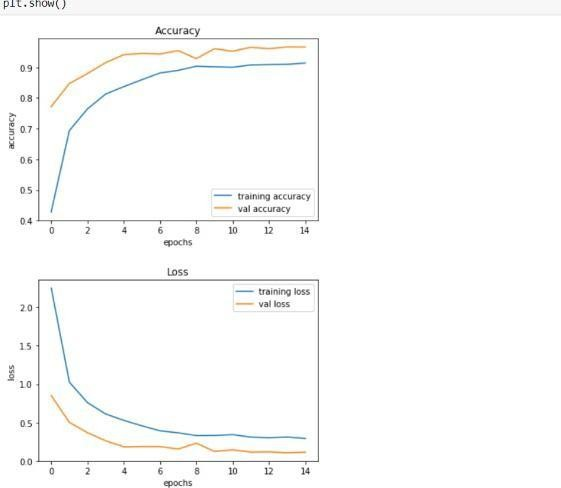 plt.show()
Accuracy
0.9
0.8
0.7
0.6
0.5
0.4
accuracy
training accuracy
val accuracy
0 2 4 6 8 10 12 14
epochs
Loss
2.0
1.5
1.0
0.5
0.0
loss
training loss
val loss
0 2 4 6 8 10 12 14
epochs